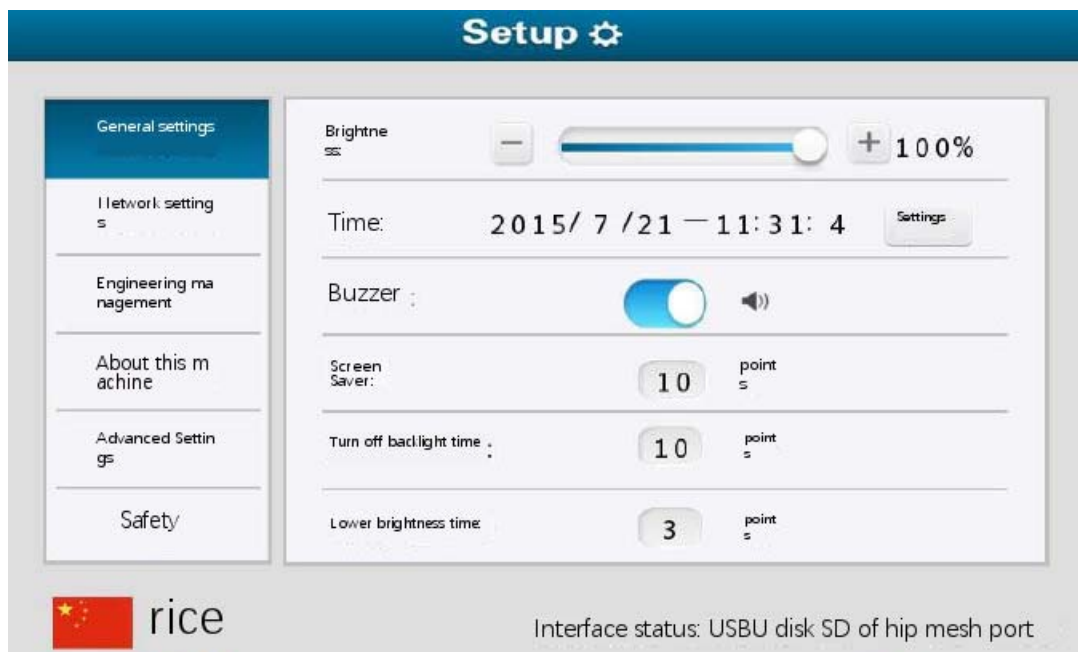 Setup
General settings
Brightne
ss:
100%
Network setting
s
Time:
2015/ 7 /21 — 11:31: 4
Settings
Engineering ma
nagement
Buzzer :
About this m
achine
Screen
Saver:
10
point
s
Advanced Settin
gs
Turn off backlight time :
10
point
s
Safety
Lower brightness time:
3
point
s
rice
Interface status: USBU disk SD of hip mesh port